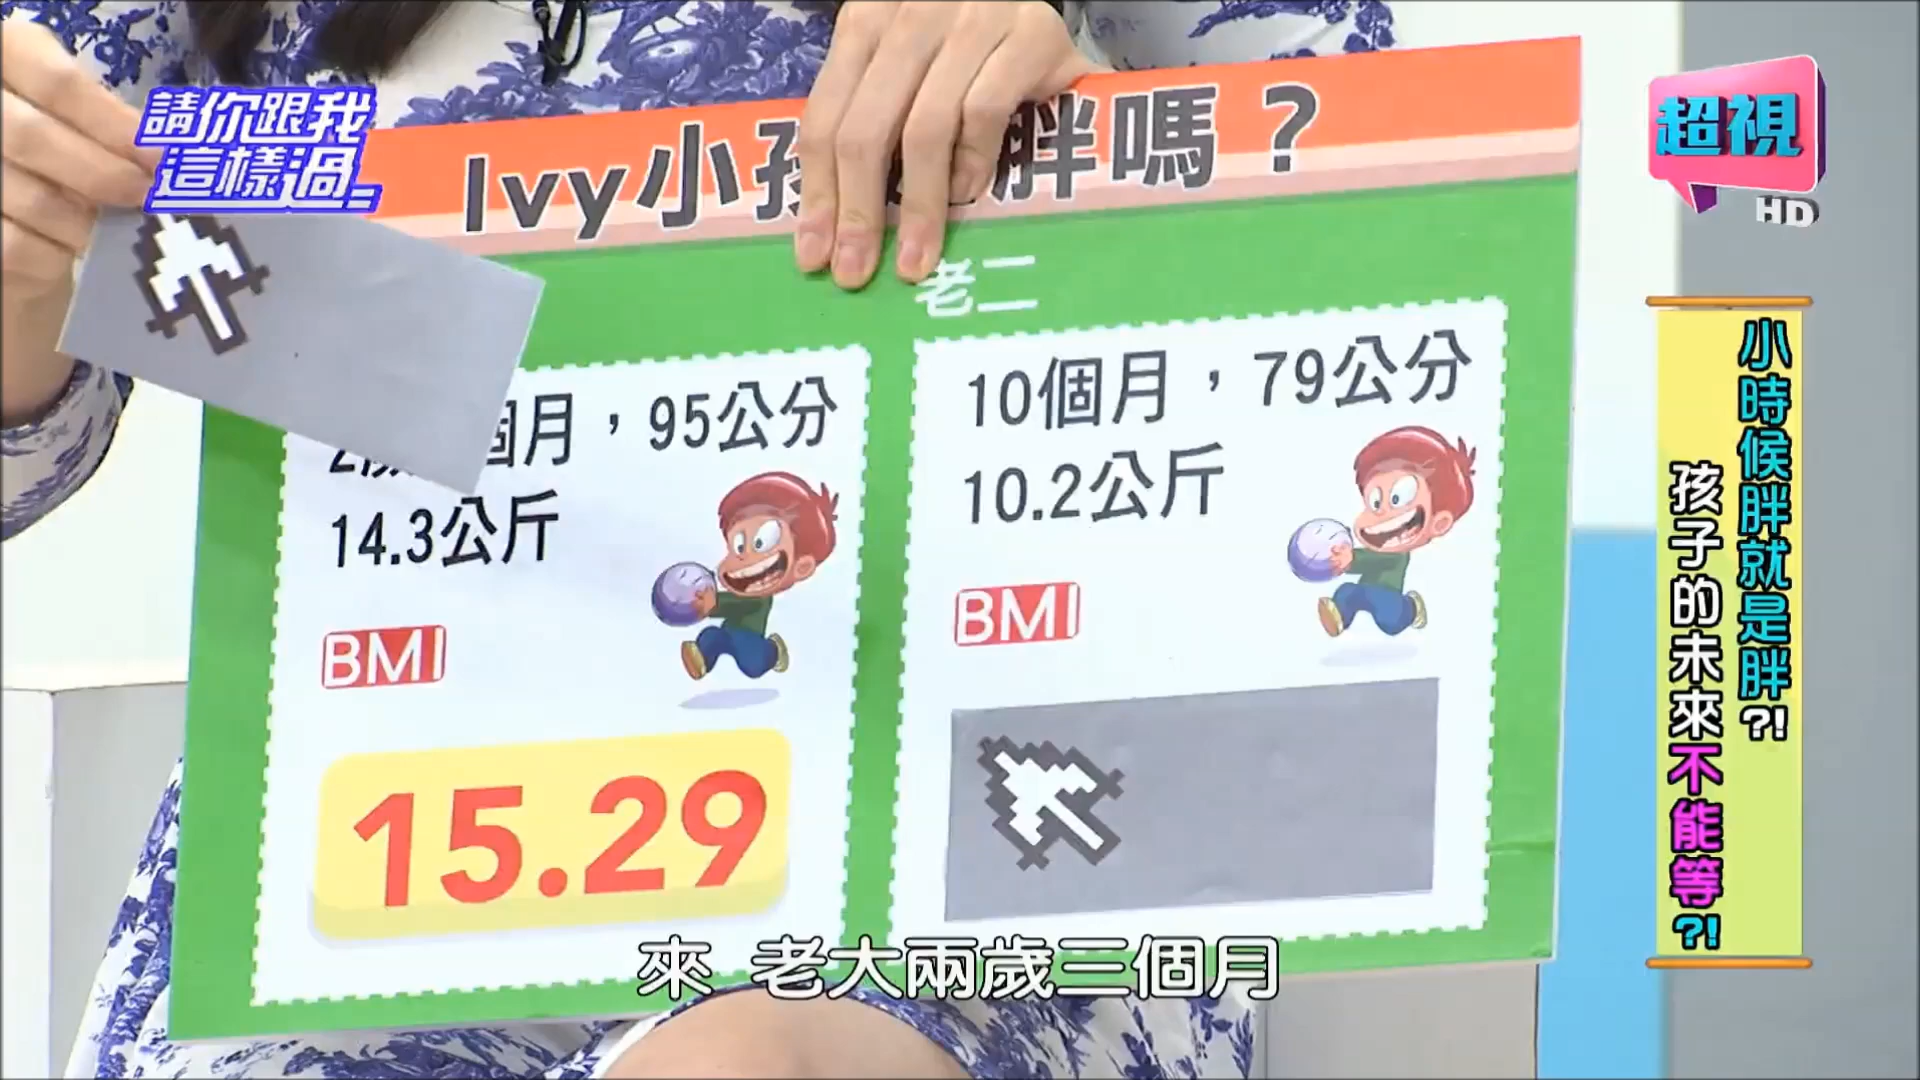 請你跟我
這樣過
超視
HD
Ivy小孩 胖嗎？
老二
個月，95公分
14.3公斤
BMI
15.29
10個月，79公分
10.2公斤
BMI
小時候胖就是胖?!
孩子的未來不能等?!
來 老大兩歲三個月